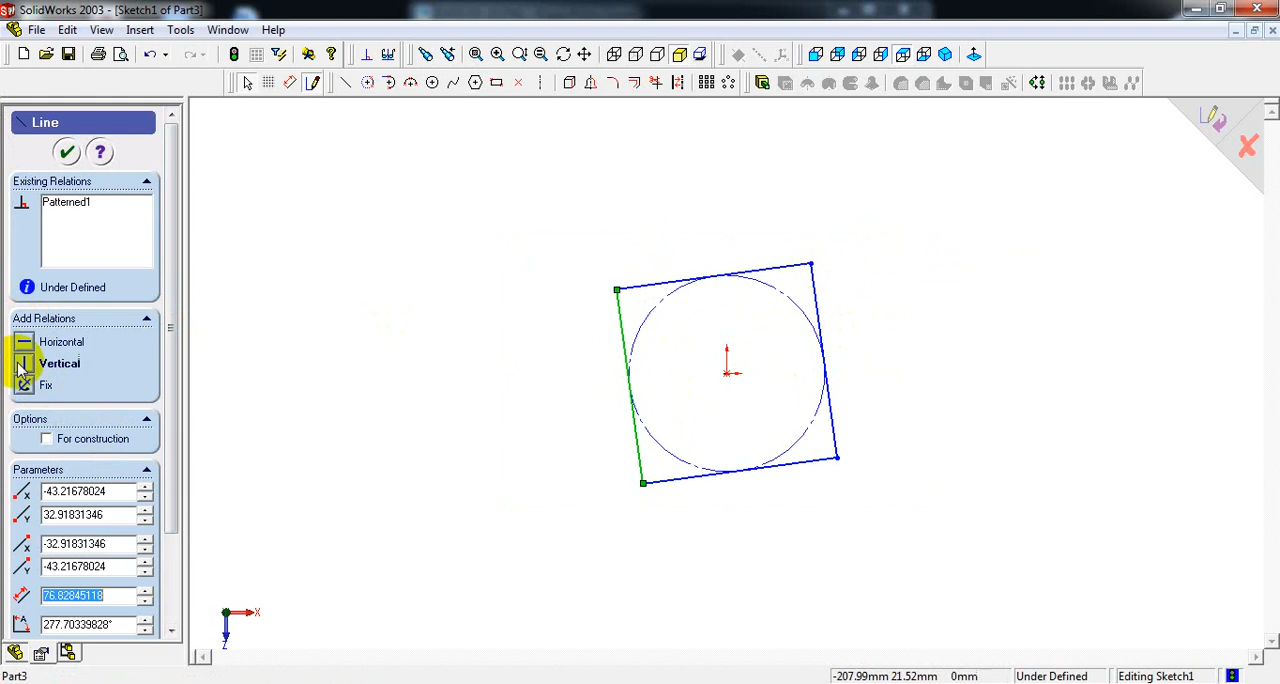 SolidWorks 2003 - [Sketch1 of Part3]
File Edit View Insert Tools Window Help
Line
Existing Relations
Patterned1
Under Defined
Add Relations
Horizontal
Vertical
Fix
Options
For construction
Parameters
-43.21678024
32.91831346
-32.91831346
-43.21678024
76.82845118
277.70339828°
X
Z
Part3
-207.99mm 21.52mm 0mm Under Defined Editing Sketch1